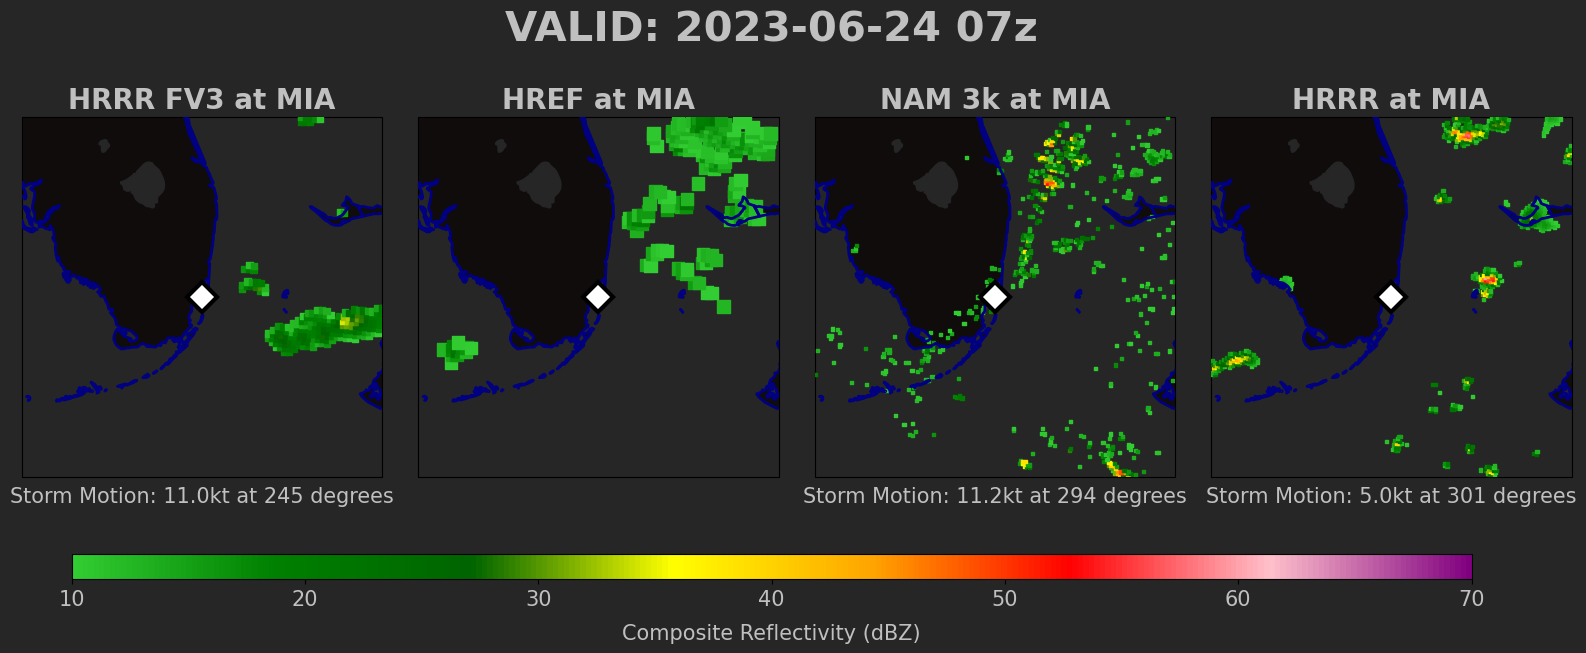 VALID: 2023-06-24 07z
HRRR FV3 at MIA
HREF at MIA
NAM 3k at MIA
HRRR at MIA
Storm Motion: 11.0kt at 245 degrees
Storm Motion: 11.2kt at 294 degrees
Storm Motion: 5.0kt at 301 degrees
10 20 30 40 50 60 70
Composite Reflectivity (dBZ)